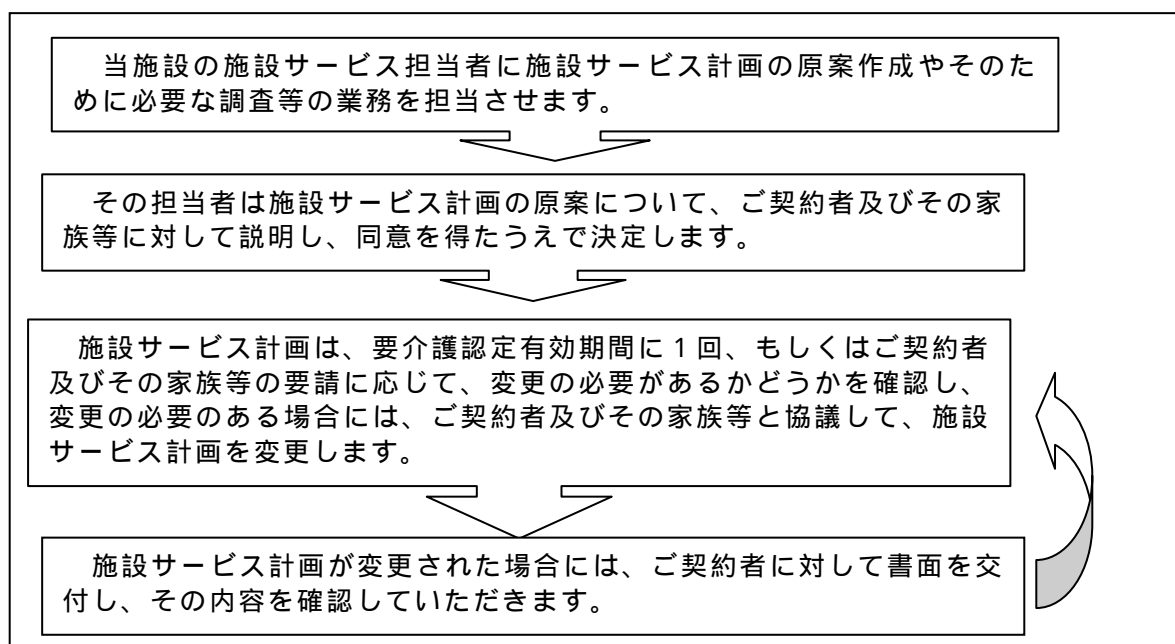 当施設の施設サービス担当者に施設サービス計画の原案作成やそのた
めに必要な調査等の業務を担当させます。
その担当者は施設サービス計画の原案について、ご契約者及びその家
族等に対して説明し、同意を得たうえで決定します。
施設サービス計画は、要介護認定有効期間に１回、もしくはご契約者
及びその家族等の要請に応じて、変更の必要があるかどうかを確認し、
変更の必要のある場合には、ご契約者及びその家族等と協議して、施設
サービス計画を変更します。
施設サービス計画が変更された場合には、ご契約者に対して書面を交
付し、その内容を確認していただきます。